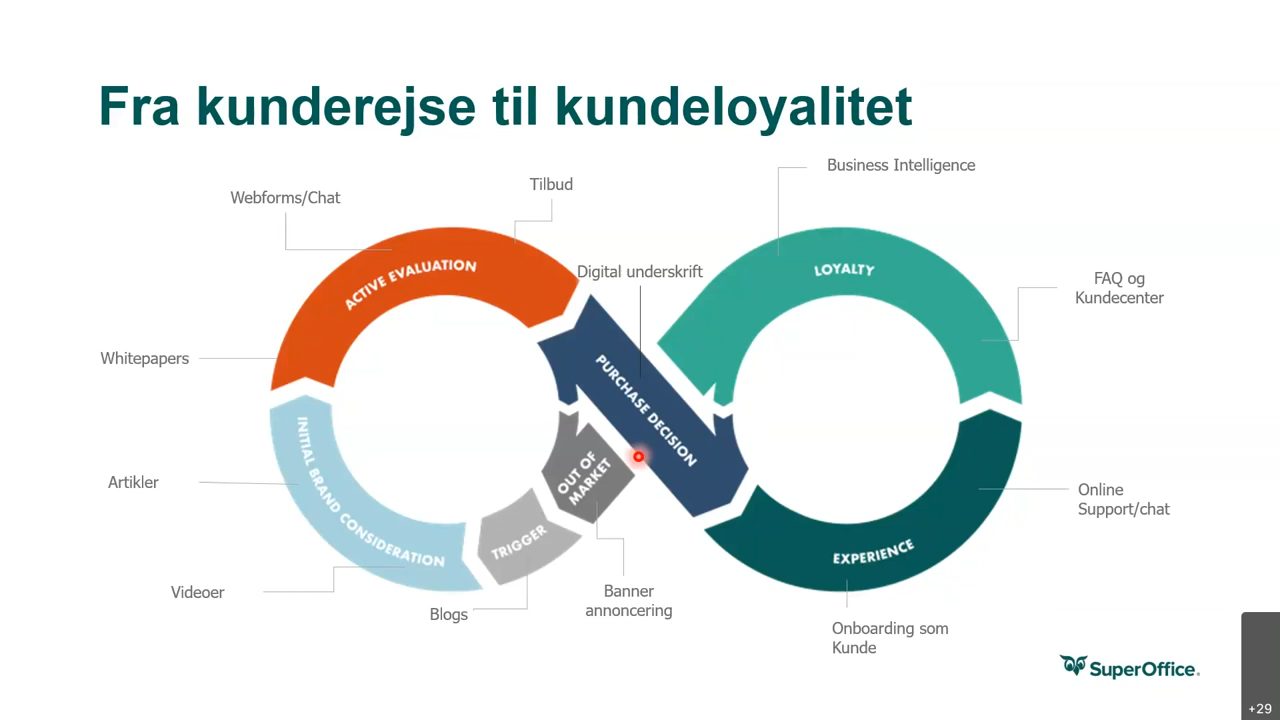 Fra kunderejse til kundeloyalitet
Business Intelligence
Tilbud
Webforms/Chat
Digital underskrift
ACTIVE EVALUATION
LOYALTY
FAQ og
Kundecenter
Whitepapers
PURCHASE DECISION
INITIAL BRAND CONSIDERATION
OUT OF
MARKET
Artikler
Online
Support/chat
TRIGGER
EXPERIENCE
Videoer
Blogs
Banner
annoncering
Onboarding som
Kunde
SuperOffice.
+29